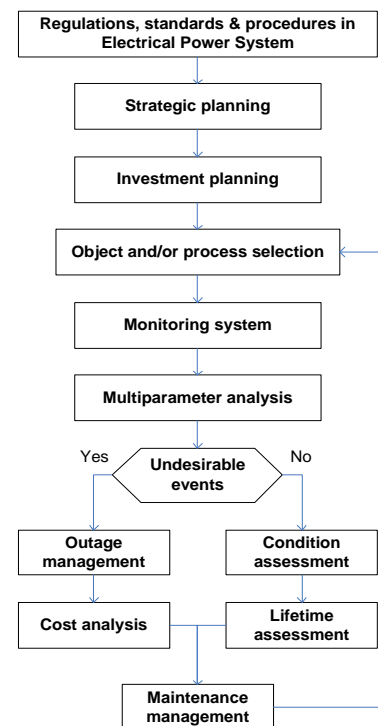 Regulations, standards & procedures in
Electrical Power System
Strategic planning
Investment planning
Object and/or process selection
Monitoring system
Multiparameter analysis
Yes
Undesirable
events
No
Outage
management
Condition
assessment
Cost analysis
Lifetime
assessment
Maintenance
management